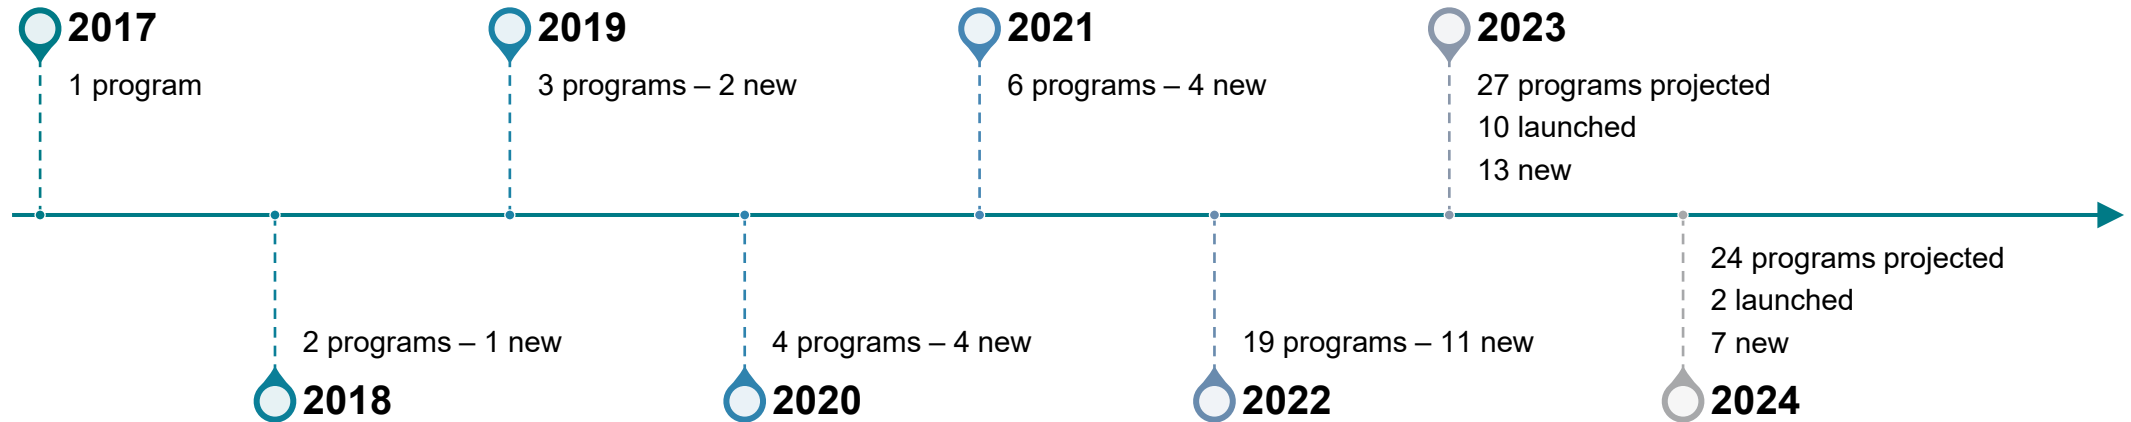 2017
1 program
2 programs – 1 new
2018
2019
3 programs – 2 new
4 programs – 4 new
2020
2021
6 programs – 4 new
19 programs – 11 new
2022
2023
27 programs projected
10 launched
13 new
24 programs projected
2 launched
7 new
2024